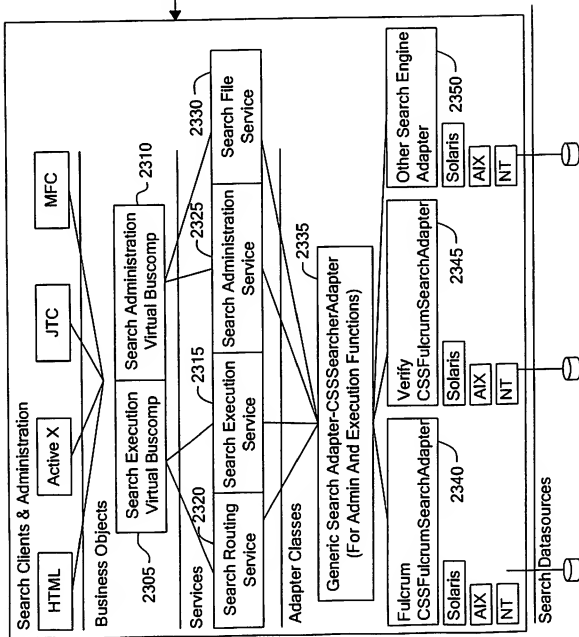 Search Clients & Administration
HTML
Active X
JTC
MFC
Business Objects
Search Execution
Virtual Buscomp
Search Administration
Virtual Buscomp
2305
2310
Services
2320
2315
2325
2330
Search Routing
Service
Search Execution
Service
Search Administration
Service
Search File
Service
Adapter Classes
2335
Generic Search Adapter-CSSSearcherAdapter
(For Admin And Execution Functions)
Fulcrum
CSSFulcrumSearchAdapter
Solaris
AIX
NT
2340
Verify
CSSFulcrumSearchAdapter
Solaris
AIX
NT
2345
Other Search Engine
Adapter
Solaris
AIX
NT
2350
Search Datasources